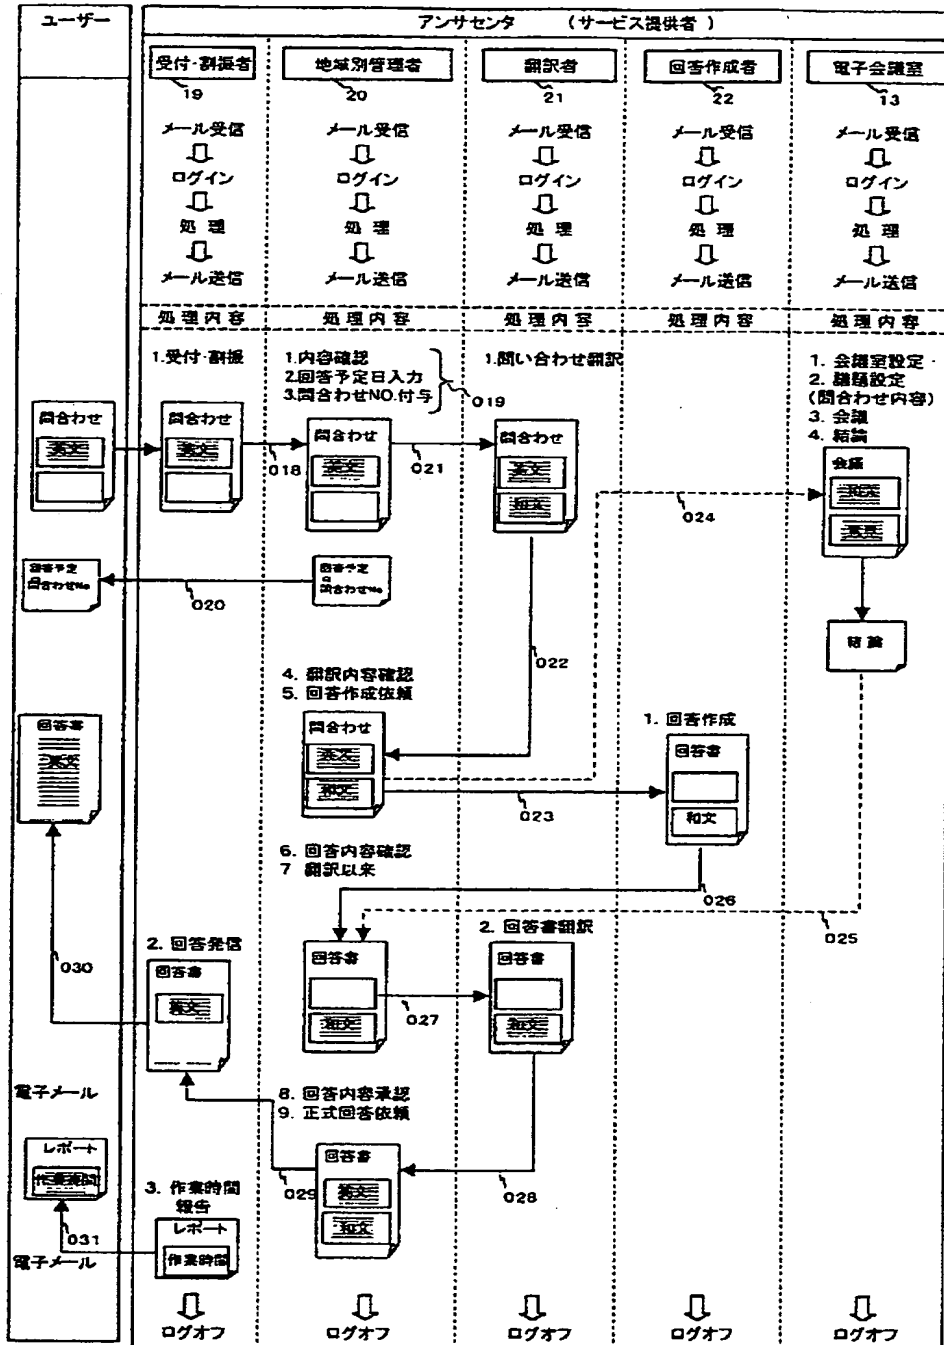 ユーザー
アンサセンタ （サービス提供者）
受付・割振者
地域別管理者
翻訳者
回答作成者
電子会議室
19
20
21
22
13
メール受信
メール受信
メール受信
メール受信
メール受信
ログイン
ログイン
ログイン
ログイン
ログイン
処 理
処 理
処 理
処 理
処 理
メール送信
メール送信
メール送信
メール送信
メール送信
処理内容
処理内容
処理内容
処理内容
処理内容
1.受付・割振
1.内容確認
2.回答予定日入力
3.問合わせNO.付与
019
1.問い合わせ翻訳
1. 会議室設定
2. 議題設定
(問合わせ内容)
3. 会議
4. 結論
問合わせ
英文
問合わせ
英文
018
問合わせ
英文
021
問合わせ
英文
和文
024
会議
和文
意見
回答予定
日
問合わせNo
020
回答予定
日
問合わせNo
022
結論
4. 翻訳内容確認
5. 回答作成依頼
問合わせ
英文
和文
023
1. 回答作成
回答書
和文
回答書
英文
6. 回答内容確認
7 翻訳以来
026
025
030
2. 回答発信
回答書
英文
回答書
和文
027
2. 回答書翻訳
回答書
和文
電子メール
8. 回答内容承認
9. 正式回答依頼
レポート
作業時間
029
回答書
英文
和文
028
3. 作業時間
報告
031
レポート
作業時間
電子メール
ログオフ
ログオフ
ログオフ
ログオフ
ログオフ